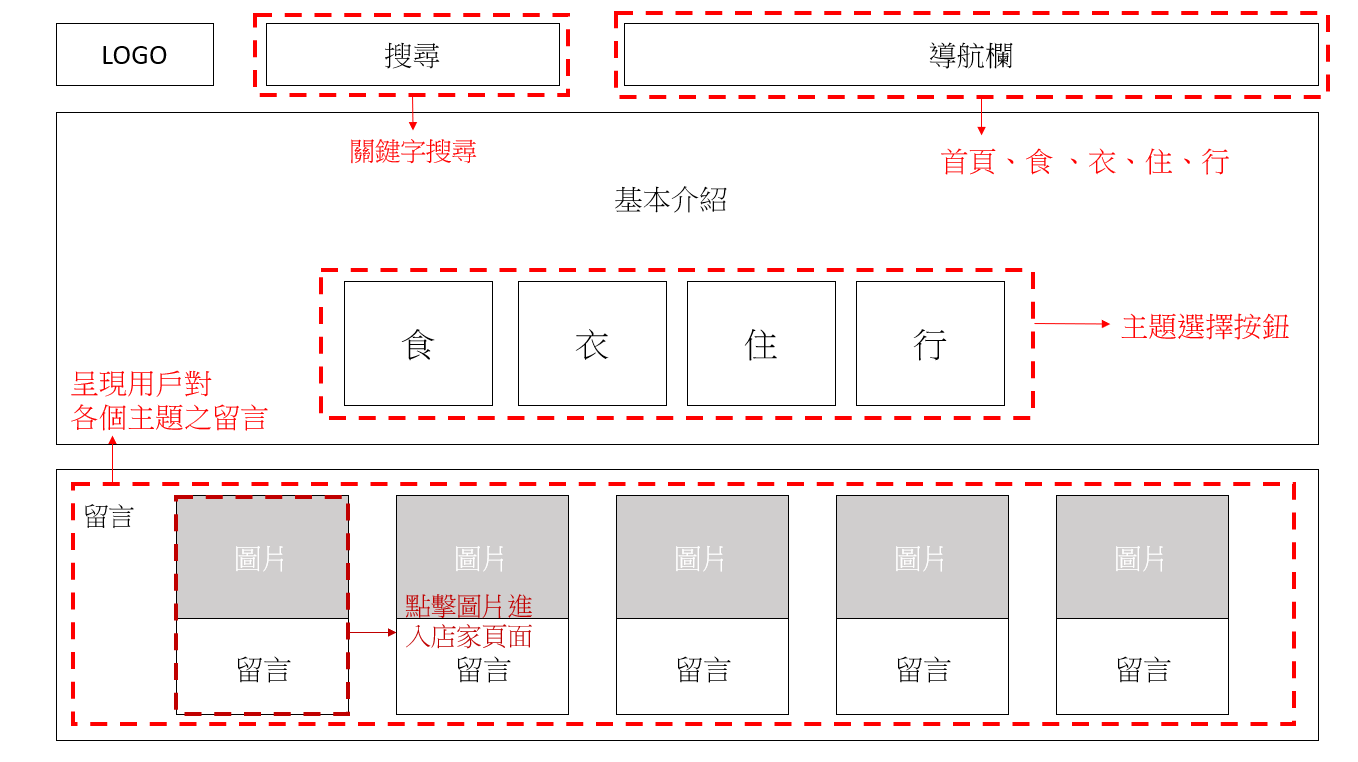 LOGO
搜尋
導航欄
關鍵字搜尋
首頁、食 、衣、住、行
基本介紹
食
衣
住
行
主題選擇按鈕
呈現用戶對
各個主題之留言
留言
圖片
圖片
圖片
圖片
圖片
點擊圖片進
入店家頁面
留言
留言
留言
留言
留言